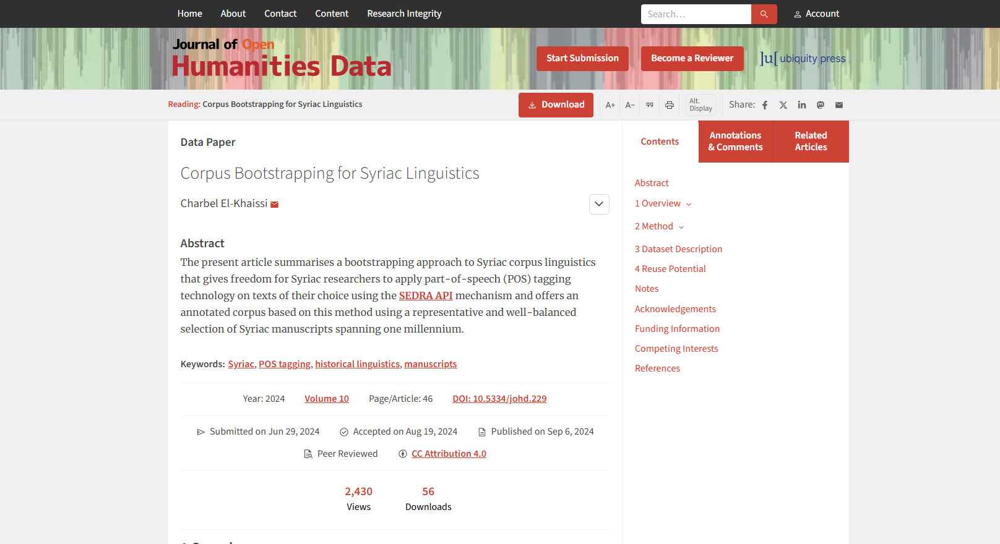 Home About Contact Content Research Integrity Search... Account
Journal of Open
Humanities Data
Start Submission Become a Reviewer ]u[ ubiquity press
Reading: Corpus Bootstrapping for Syriac Linguistics Download A+ A− Alt. Display Share:
Data Paper
Corpus Bootstrapping for Syriac Linguistics
Charbel El-Khaissi
Abstract
The present article summarises a bootstrapping approach to Syriac corpus linguistics
that gives freedom for Syriac researchers to apply part-of-speech (POS) tagging
technology on texts of their choice using the SEDRA API mechanism and offers an
annotated corpus based on this method using a representative and well-balanced
selection of Syriac manuscripts spanning one millennium.
Keywords: Syriac, POS tagging, historical linguistics, manuscripts
Year: 2024 Volume 10 Page/Article: 46 DOI: 10.5334/johd.229
Submitted on Jun 29, 2024 Accepted on Aug 19, 2024 Published on Sep 6, 2024
Peer Reviewed CC Attribution 4.0
2,430 56
Views Downloads
Contents
Annotations
& Comments
Related
Articles
Abstract
1 Overview
2 Method
3 Dataset Description
4 Reuse Potential
Notes
Acknowledgements
Funding Information
Competing Interests
References